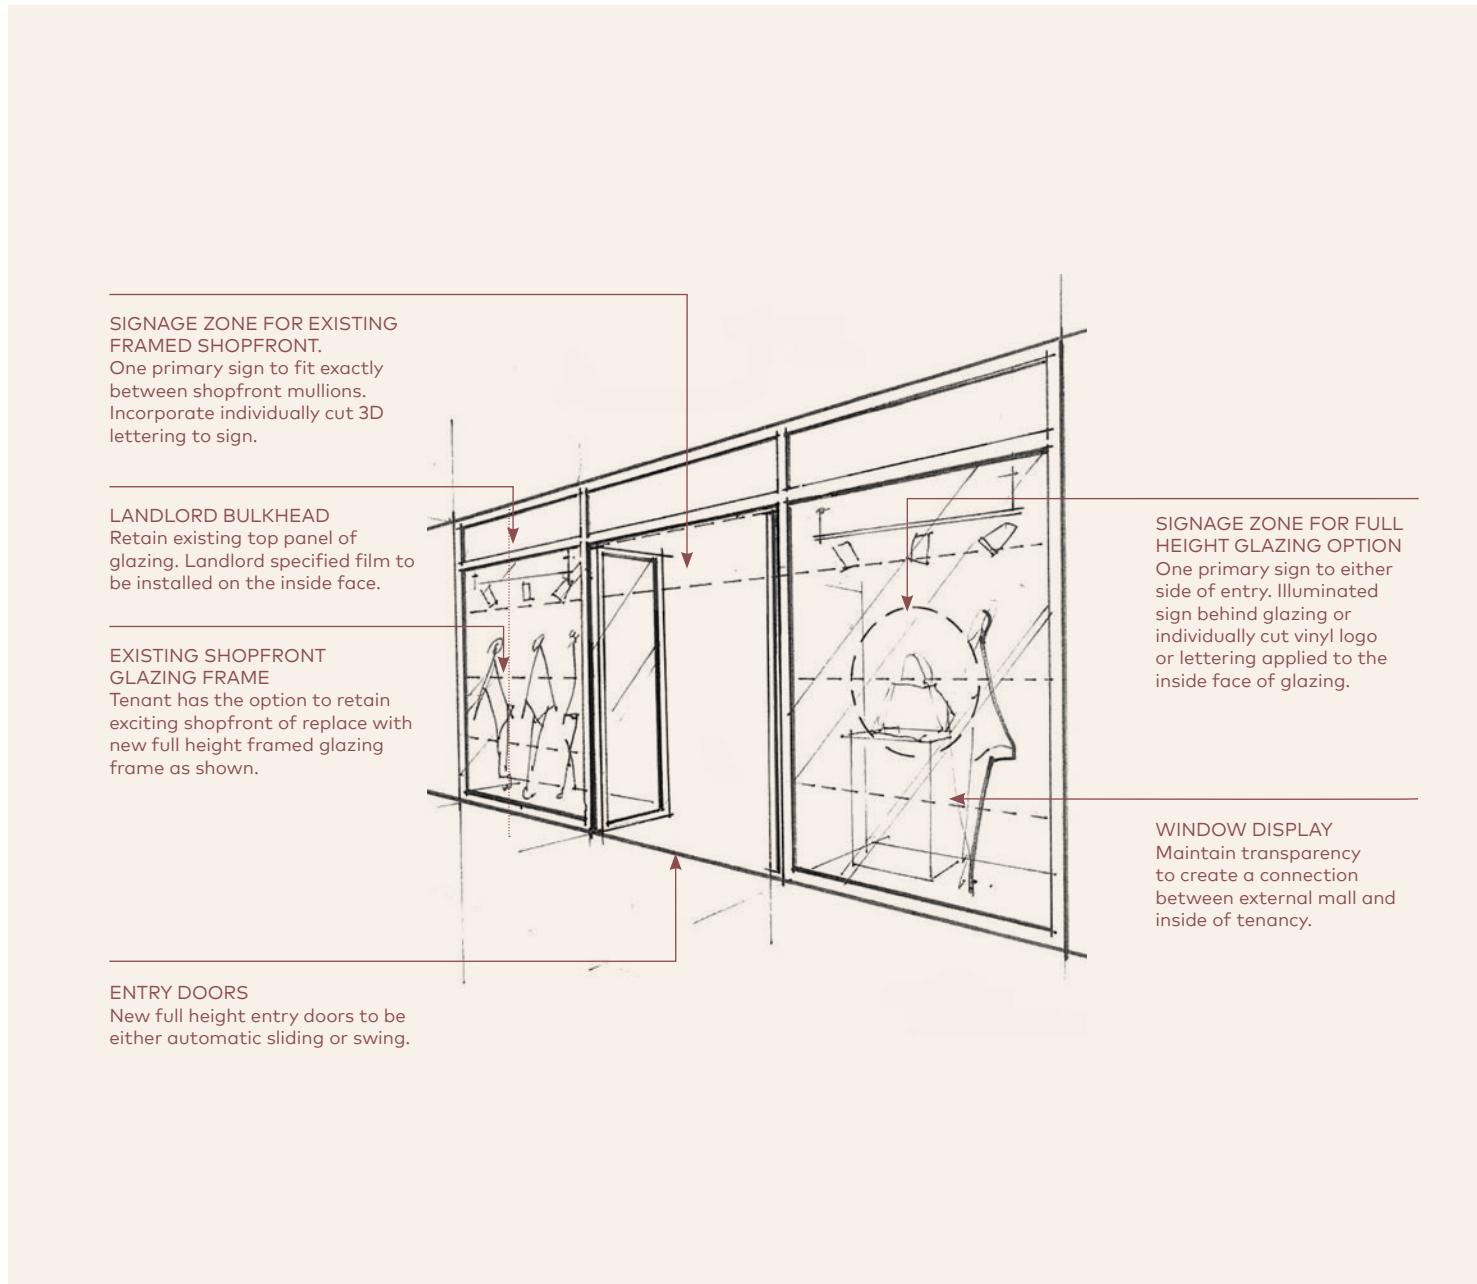 SIGNAGE ZONE FOR EXISTING
FRAMED SHOPFRONT.
One primary sign to fit exactly
between shopfront mullions.
Incorporate individually cut 3D
lettering to sign.
LANDLORD BULKHEAD
Retain existing top panel of
glazing. Landlord specified film to
be installed on the inside face.
EXISTING SHOPFRONT
GLAZING FRAME
Tenant has the option to retain
exciting shopfront of replace with
new full height framed glazing
frame as shown.
ENTRY DOORS
New full height entry doors to be
either automatic sliding or swing.
SIGNAGE ZONE FOR FULL
HEIGHT GLAZING OPTION
One primary sign to either
side of entry. Illuminated
sign behind glazing or
individually cut vinyl logo
or lettering applied to the
inside face of glazing.
WINDOW DISPLAY
Maintain transparency
to create a connection
between external mall and
inside of tenancy.